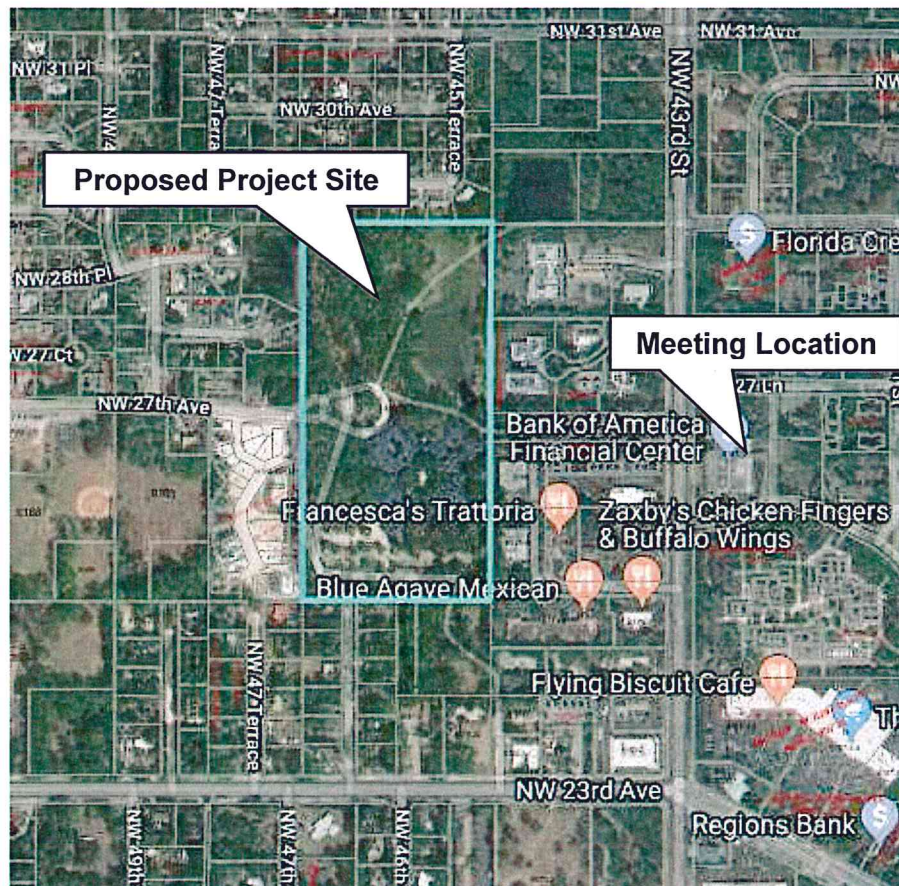 NW 31st Ave
NW 31 Ave
NW 31 Pl
NW 47 Terra
NW 45 Terrace
NW 30th Ave
NW 43rd St
Proposed Project Site
Florida Cre
NW 28th Pl
Meeting Location
27 Ct
27 Ln
NW 27th Ave
Bank of America
Financial Center
Francesca's Trattoria
Zaxby's Chicken Fingers
& Buffalo Wings
Blue Agave Mexican
NW 47 Terrace
Flying Biscuit Cafe
Th
NW 23rd Ave
Regions Bank
NW 49th
NW 47th
NW 46th